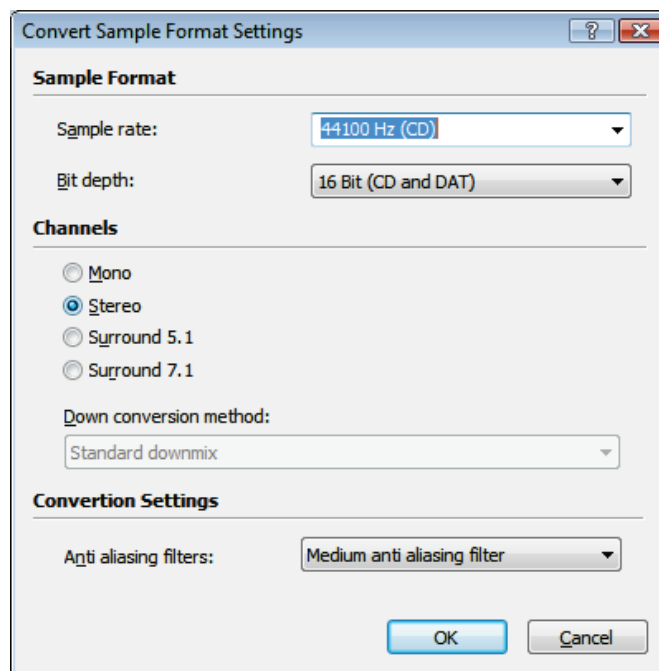 Convert Sample Format Settings
Sample Format
Sample rate: 44100 Hz (CD)
Bit depth: 16 Bit (CD and DAT)
Channels
Mono
Stereo
Surround 5.1
Surround 7.1
Down conversion method:
Standard downmix
Convertion Settings
Anti aliasing filters: Medium anti aliasing filter
OK Cancel